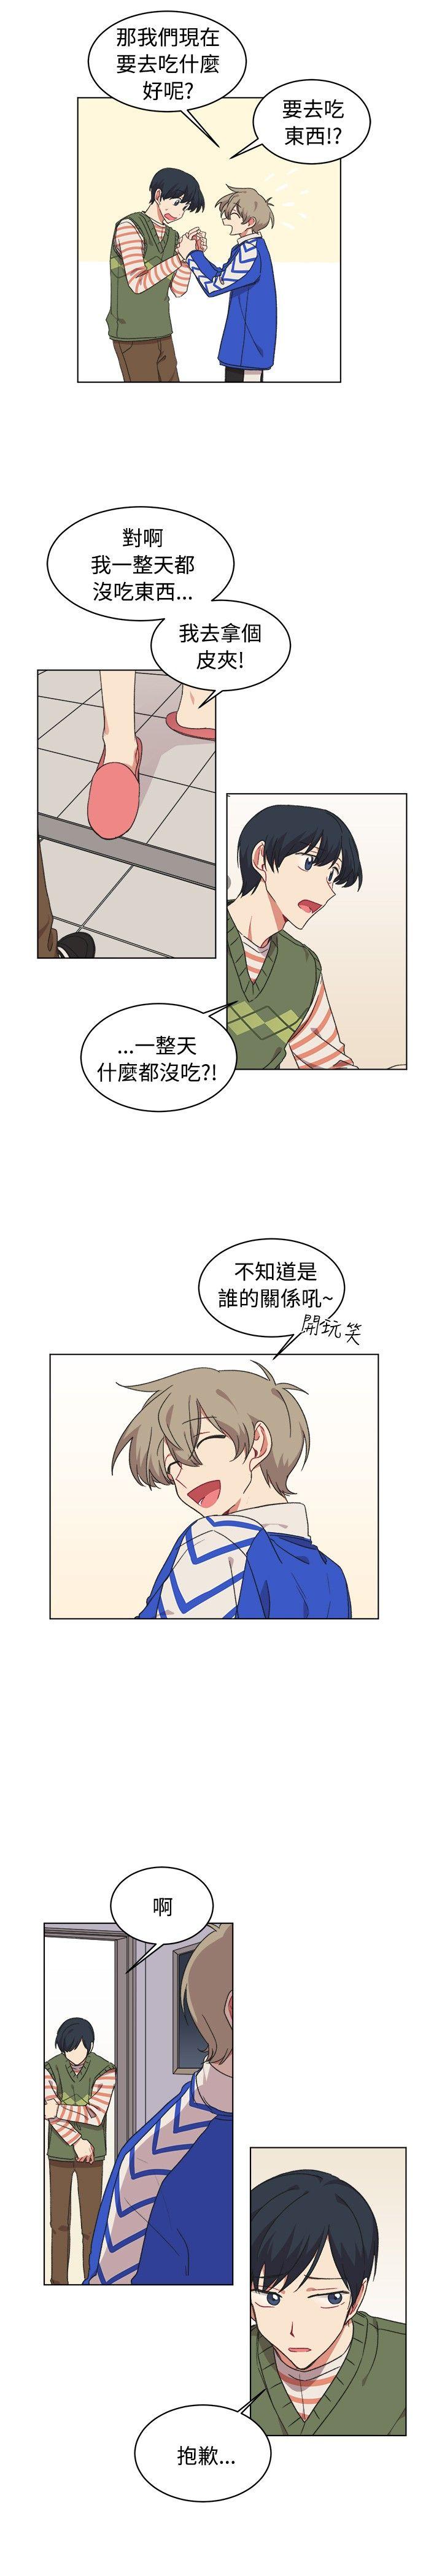 那我們現在
要去吃什麼
好呢?
要去吃
東西!?
對啊
我一整天都
沒吃東西...
我去拿個
皮夾!
...一整天
什麼都沒吃?!
不知道是
誰的關係吼~
開玩笑
啊
抱歉...